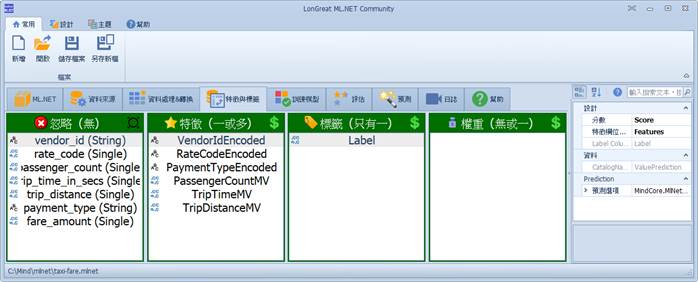 LonGreat ML.NET Community
常用
設計
主題
幫助
新增
開啟
儲存檔案
另存新檔
檔案
ML.NET
資料來源
資料處理&轉換
特徵與標籤
訓練模型
評估
預測
日誌
幫助
忽略（無）
vendor_id (String)
rate_code (Single)
passenger_count (Single)
rip_time_in_secs (Single)
trip_distance (Single)
payment_type (String)
fare_amount (Single)
特徵（一或多）
VendorIdEncoded
RateCodeEncoded
PaymentTypeEncoded
PassengerCountMV
TripTimeMV
TripDistanceMV
標籤（只有一）
Label
權重（無或一）
輸入搜索文本，按
設計
分數 Score
特徵欄位... Features
Label Colum... Label
資料
CatalogNa... ValuePrediction
Prediction
預測選項 MindCore.MlNet...
C:\Mind\mlnet\taxi-fare.mlnet